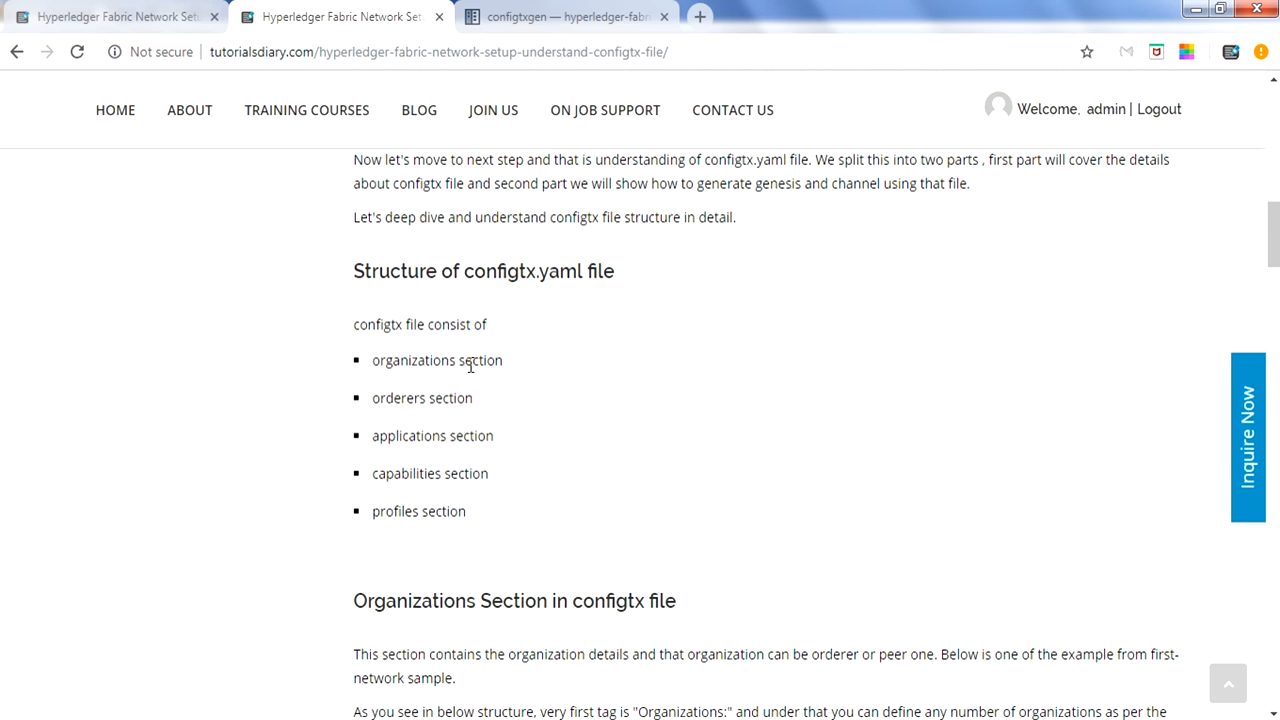 Hyperledger Fabric Network Set
Hyperledger Fabric Network Set
configtxgen — hyperledger-fabr
Not secure
tutorialsdiary.com/hyperledger-fabric-network-setup-understand-configtx-file/
HOME ABOUT TRAINING COURSES BLOG JOIN US ON JOB SUPPORT CONTACT US
Welcome, admin | Logout
Now let's move to next step and that is understanding of configtx.yaml file. We split this into two parts , first part will cover the details
about configtx file and second part we will show how to generate genesis and channel using that file.
Let's deep dive and understand configtx file structure in detail.
Structure of configtx.yaml file
configtx file consist of
organizations section
orderers section
applications section
capabilities section
profiles section
Inquire Now
Organizations Section in configtx file
This section contains the organization details and that organization can be orderer or peer one. Below is one of the example from first-
network sample.
As you see in below structure, very first tag is "Organizations:" and under that you can define any number of organizations as per the